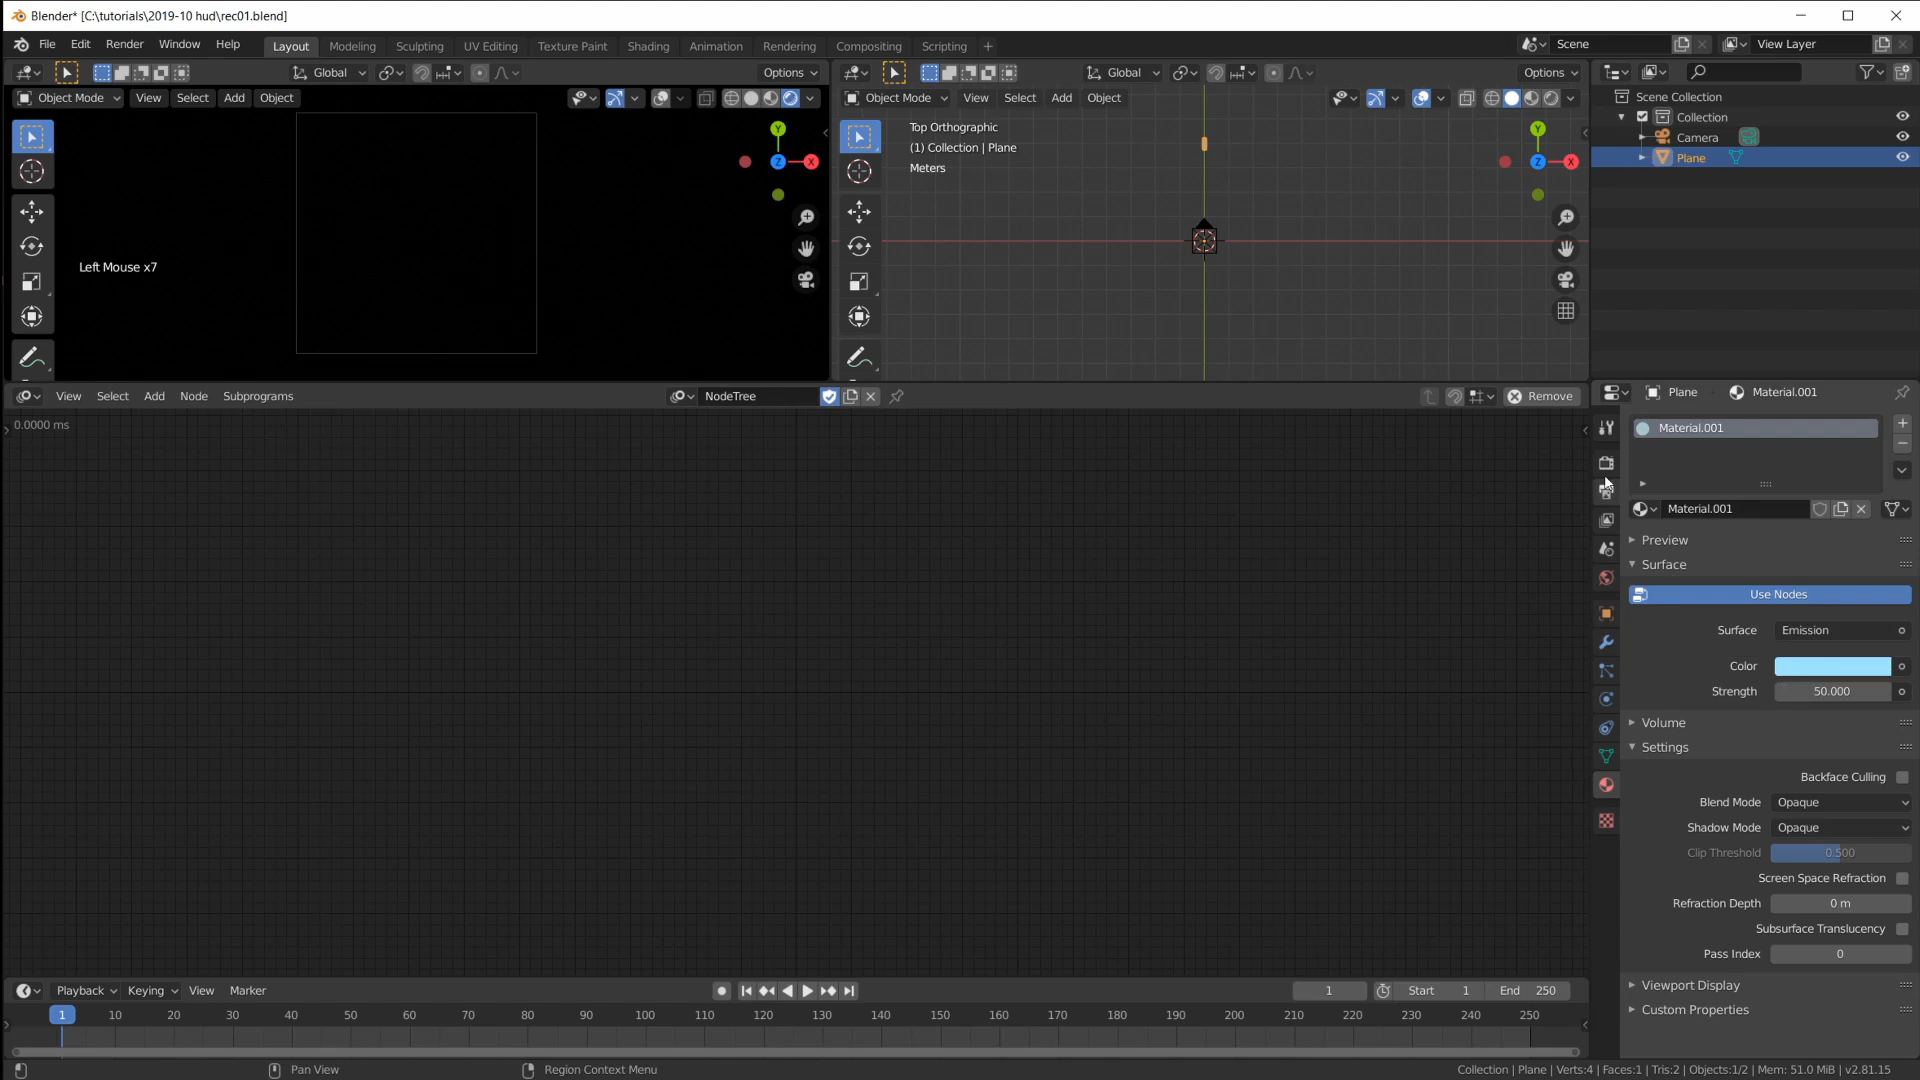 Blender* [C:\tutorials\2019-10 hud\rec01.blend]
File Edit Render Window Help Layout Modeling Sculpting UV Editing Texture Paint Shading Animation Rendering Compositing Scripting + Scene View Layer
Global Options Global Options
Object Mode View Select Add Object Object Mode View Select Add Object
Scene Collection
Collection
Camera
Plane
Y
X
Z
Left Mouse x7
Top Orthographic
(1) Collection | Plane
Meters
Y
X
Z
View Select Add Node Subprograms NodeTree Remove
0.0000 ms
Plane Material.001
Material.001
Material.001
Preview
Surface
Use Nodes
Surface Emission
Color
Strength 50.000
Volume
Settings
Backface Culling
Blend Mode Opaque
Shadow Mode Opaque
Clip Threshold 0.500
Screen Space Refraction
Refraction Depth 0 m
Subsurface Translucency
Pass Index 0
Viewport Display
Custom Properties
Playback Keying View Marker 1 Start 1 End 250
1 10 20 30 40 50 60 70 80 90 100 110 120 130 140 150 160 170 180 190 200 210 220 230 240 250
Pan View Region Context Menu Collection | Plane | Verts:4 | Faces:1 | Tris:2 | Objects:1/2 | Mem: 51.0 MiB | v2.81.15